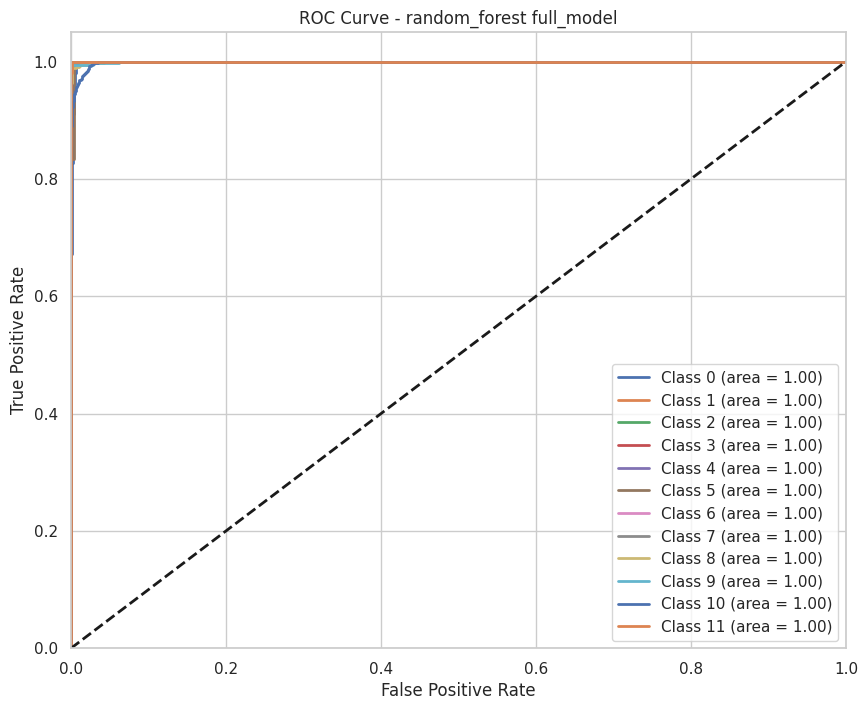 ROC Curve - random_forest full_model
True Positive Rate
1.0
0.8
0.6
0.4
0.2
0.0
Class 0 (area = 1.00)
Class 1 (area = 1.00)
Class 2 (area = 1.00)
Class 3 (area = 1.00)
Class 4 (area = 1.00)
Class 5 (area = 1.00)
Class 6 (area = 1.00)
Class 7 (area = 1.00)
Class 8 (area = 1.00)
Class 9 (area = 1.00)
Class 10 (area = 1.00)
Class 11 (area = 1.00)
0.0 0.2 0.4 0.6 0.8 1.0
False Positive Rate